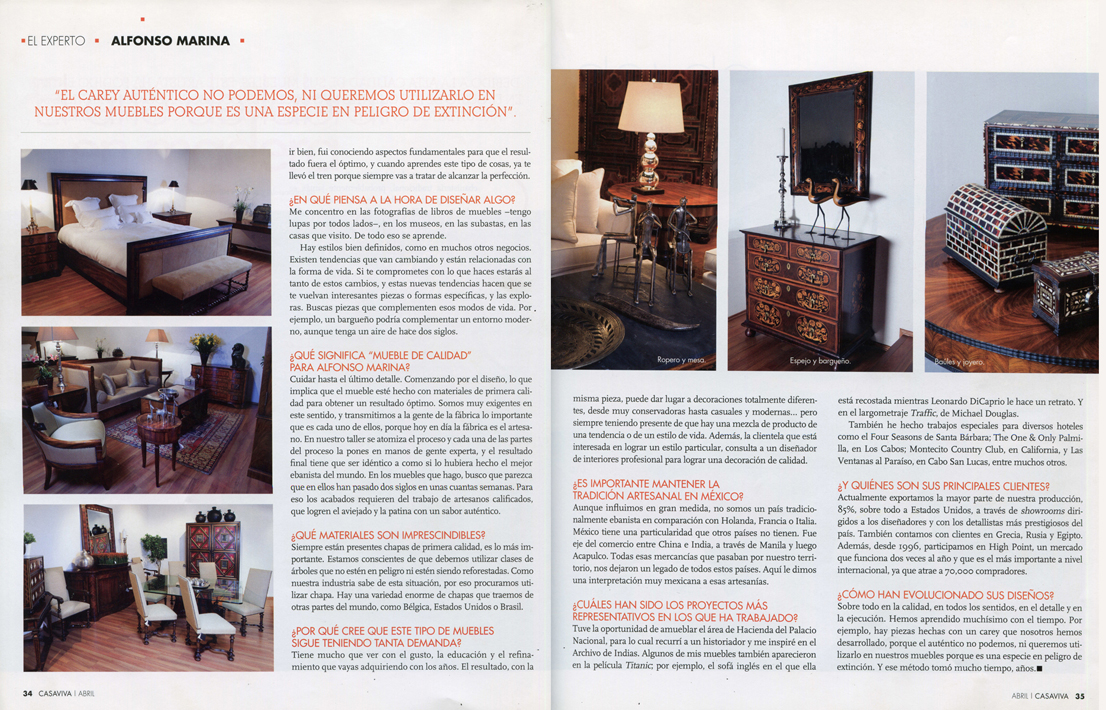 EL EXPERTO ▪ ALFONSO MARINA
“EL CAREY AUTÉNTICO NO PODEMOS, NI QUEREMOS UTILIZARLO EN
NUESTROS MUEBLES PORQUE ES UNA ESPECIE EN PELIGRO DE EXTINCIÓN”.
ir bien, fui conociendo aspectos fundamentales para que el resul-
tado fuera el óptimo, y cuando aprendes este tipo de cosas, ya te
llevó el tren porque siempre vas a tratar de alcanzar la perfección.
¿EN QUÉ PIENSA A LA HORA DE DISEÑAR ALGO?
Me concentro en las fotografías de libros de muebles –tengo
lupas por todos lados–, en los museos, en las subastas, en las
casas que visito. De todo eso se aprende.
Hay estilos bien definidos, como en muchos otros negocios.
Existen tendencias que van cambiando y están relacionadas con
la forma de vida. Si te comprometes con lo que haces estarás al
tanto de estos cambios, y estas nuevas tendencias hacen que se
te vuelvan interesantes piezas o formas específicas, y las explo-
ras. Buscas piezas que complementen esos modos de vida. Por
ejemplo, un bargueño podría complementar un entorno moder-
no, aunque tenga un aire de hace dos siglos.
¿QUÉ SIGNIFICA “MUEBLE DE CALIDAD”
PARA ALFONSO MARINA?
Cuidar hasta el último detalle. Comenzando por el diseño, lo que
implica que el mueble esté hecho con materiales de primera cali-
dad para obtener un resultado óptimo. Somos muy exigentes en
este sentido, y transmitimos a la gente de la fábrica lo importante
que es cada uno de ellos, porque hoy en día la fábrica es el artesa-
no. En nuestro taller se atomiza el proceso y cada una de las partes
del proceso la pones en manos de gente experta, y el resultado
final tiene que ser idéntico a como si lo hubiera hecho el mejor
ebanista del mundo. En los muebles que hago, busco que parezca
que en ellos han pasado dos siglos en unas cuantas semanas. Para
eso los acabados requieren del trabajo de artesanos calificados,
que logren el aviejado y la patina con un sabor auténtico.
¿QUÉ MATERIALES SON IMPRESCINDIBLES?
Siempre están presentes chapas de primera calidad, es lo más im-
portante. Estamos conscientes de que debemos utilizar clases de
árboles que no estén en peligro ni estén siendo reforestadas. Como
nuestra industria sabe de esta situación, por eso procuramos uti-
lizar chapa. Hay una variedad enorme de chapas que traemos de
otras partes del mundo, como Bélgica, Estados Unidos o Brasil.
¿POR QUÉ CREE QUE ESTE TIPO DE MUEBLES
SIGUE TENIENDO TANTA DEMANDA?
Tiene mucho que ver con el gusto, la educación y el refina-
miento que vayas adquiriendo con los años. El resultado, con la
34 CASAVIVA | ABRIL
Ropero y mesa.
Espejo y bargueño.
Baúles y joyero.
misma pieza, puede dar lugar a decoraciones totalmente diferen-
tes, desde muy conservadoras hasta casuales y modernas... pero
siempre teniendo presente de que hay una mezcla de producto de
una tendencia o de un estilo de vida. Además, la clientela que está
interesada en lograr un estilo particular, consulta a un diseñador
de interiores profesional para lograr una decoración de calidad.
¿ES IMPORTANTE MANTENER LA
TRADICIÓN ARTESANAL EN MÉXICO?
Aunque influimos en gran medida, no somos un país tradicio-
nalmente ebanista en comparación con Holanda, Francia o Italia.
México tiene una particularidad que otros países no tienen. Fue
eje del comercio entre China e India, a través de Manila y luego
Acapulco. Todas esas mercancías que pasaban por nuestro terri-
torio, nos dejaron un legado de todos estos países. Aquí le dimos
una interpretación muy mexicana a esas artesanías.
¿CUÁLES HAN SIDO LOS PROYECTOS MÁS
REPRESENTATIVOS EN LOS QUE HA TRABAJADO?
Tuve la oportunidad de amueblar el área de Hacienda del Palacio
Nacional, para lo cual recurrí a un historiador y me inspiré en el
Archivo de Indias. Algunos de mis muebles también aparecieron
en la película Titanic; por ejemplo, el sofá inglés en el que ella
está recostada mientras Leonardo DiCaprio le hace un retrato. Y
en el largometraje Traffic, de Michael Douglas.
También he hecho trabajos especiales para diversos hoteles
como el Four Seasons de Santa Bárbara; The One & Only Palmi-
lla, en Los Cabos; Montecito Country Club, en California, y Las
Ventanas al Paraíso, en Cabo San Lucas, entre muchos otros.
¿Y QUIÉNES SON SUS PRINCIPALES CLIENTES?
Actualmente exportamos la mayor parte de nuestra producción,
85%, sobre todo a Estados Unidos, a través de showrooms diri-
gidos a los diseñadores y con los detallistas más prestigiosos del
país. También contamos con clientes en Grecia, Rusia y Egipto.
Además, desde 1996, participamos en High Point, un mercado
que funciona dos veces al año y que es el más importante a nivel
internacional, ya que atrae a 70,000 compradores.
¿CÓMO HAN EVOLUCIONADO SUS DISEÑOS?
Sobre todo en la calidad, en todos los sentidos, en el detalle y en
la ejecución. Hemos aprendido muchísimo con el tiempo. Por
ejemplo, hay piezas hechas con un carey que nosotros hemos
desarrollado, porque el auténtico no podemos, ni queremos uti-
lizarlo en nuestros muebles porque es una especie en peligro de
extinción. Y ese método tomó mucho tiempo, años.■
ABRIL | CASAVIVA 35